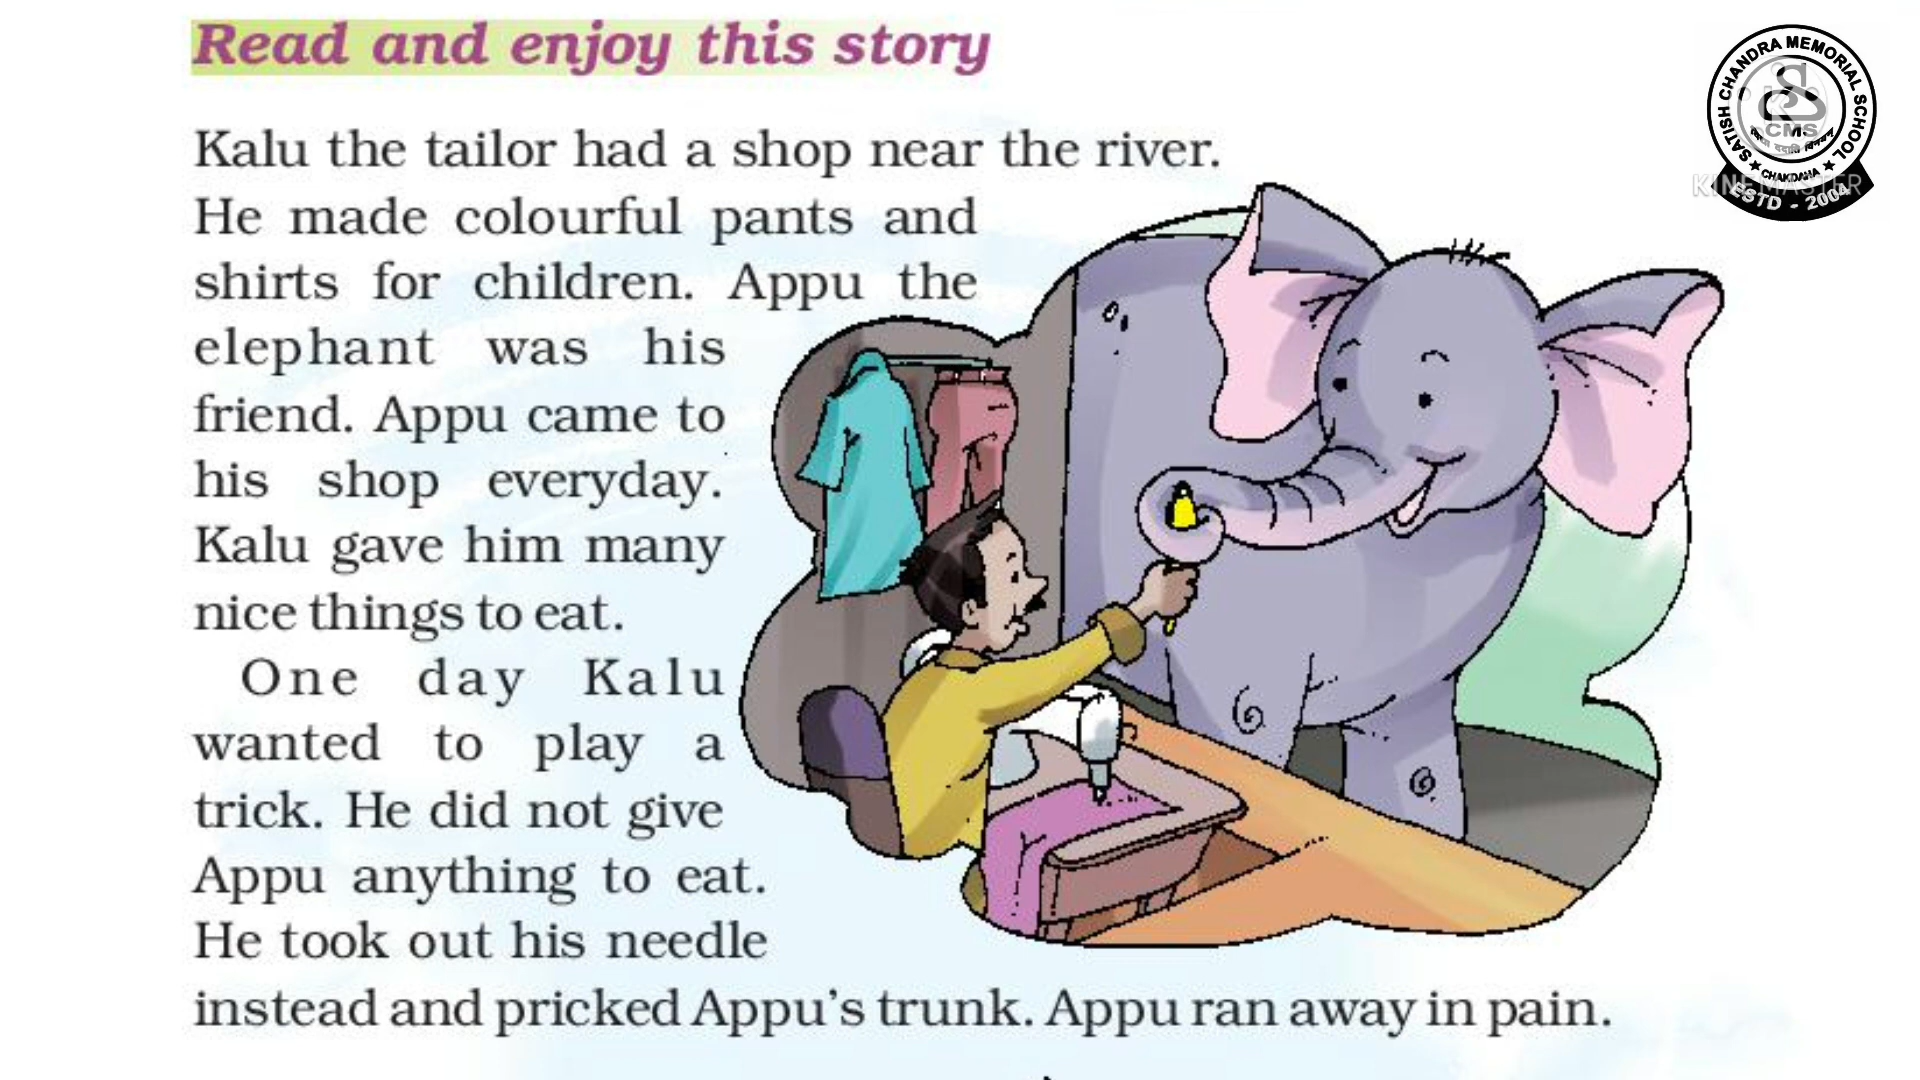 Read and enjoy this story
Kalu the tailor had a shop near the river.
He made colourful pants and
shirts for children. Appu the
elephant was his
friend. Appu came to
his shop everyday.
Kalu gave him many
nice things to eat.
One day Kalu
wanted to play a
trick. He did not give
Appu anything to eat.
He took out his needle
instead and pricked Appu's trunk. Appu ran away in pain.
SATISH CHANDRA MEMORIAL SCHOOL
CMS
CHAKDAHA
ESTD - 2004
KINEMASTER